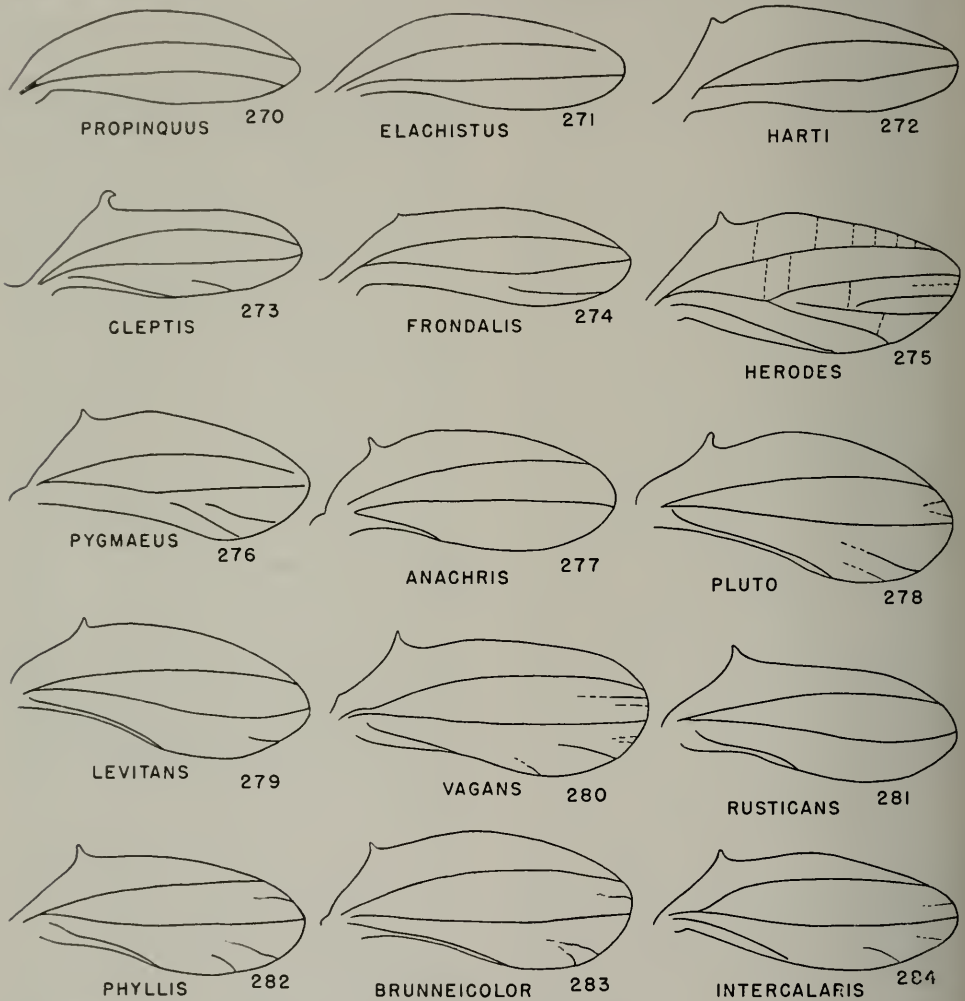 PROPINQUUS 270
ELACHISTUS 271
HARTI 272
CLEPTIS 273
FRONDALIS 274
HERODES 275
PYGMAEUS 276
ANACHRIS 277
PLUTO 278
LEVITANS 279
VAGANS 280
RUSTICANS 281
PHYLLIS 282
BRUNNEICOLOR 283
INTERCALARIS 284